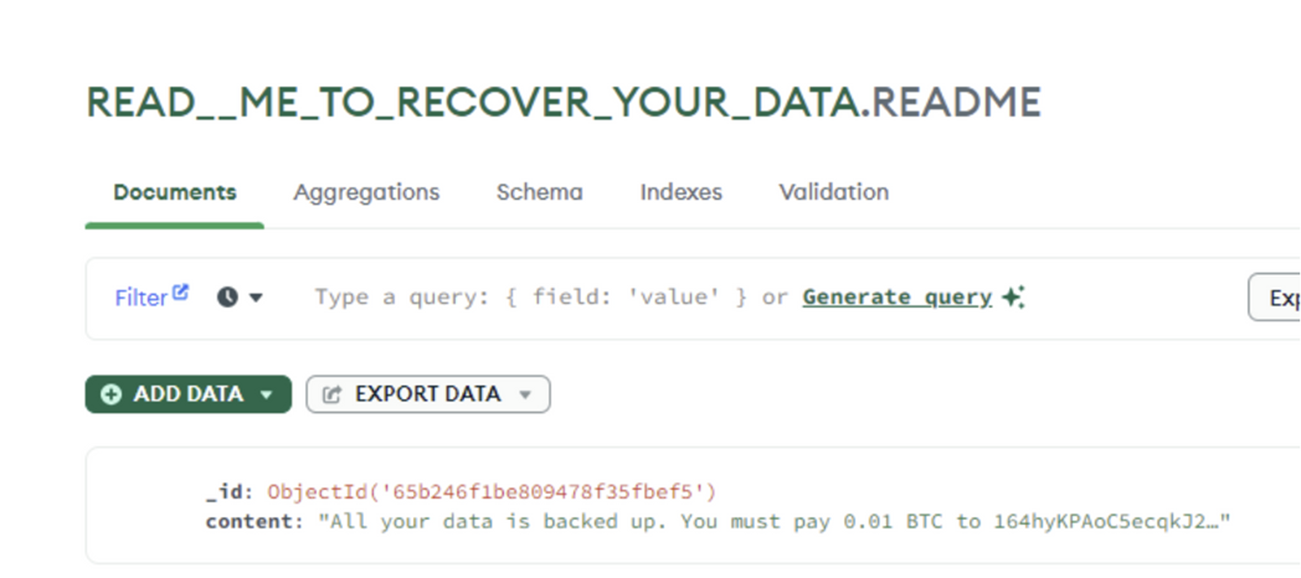 READ__ME_TO_RECOVER_YOUR_DATA.README
Documents Aggregations Schema Indexes Validation
Filter Type a query: { field: 'value' } or Generate query Exp
ADD DATA EXPORT DATA
_id: ObjectId('65b246f1be809478f35fbef5')
content: "All your data is backed up. You must pay 0.01 BTC to 164hyKPAoC5ecqkJ2…"